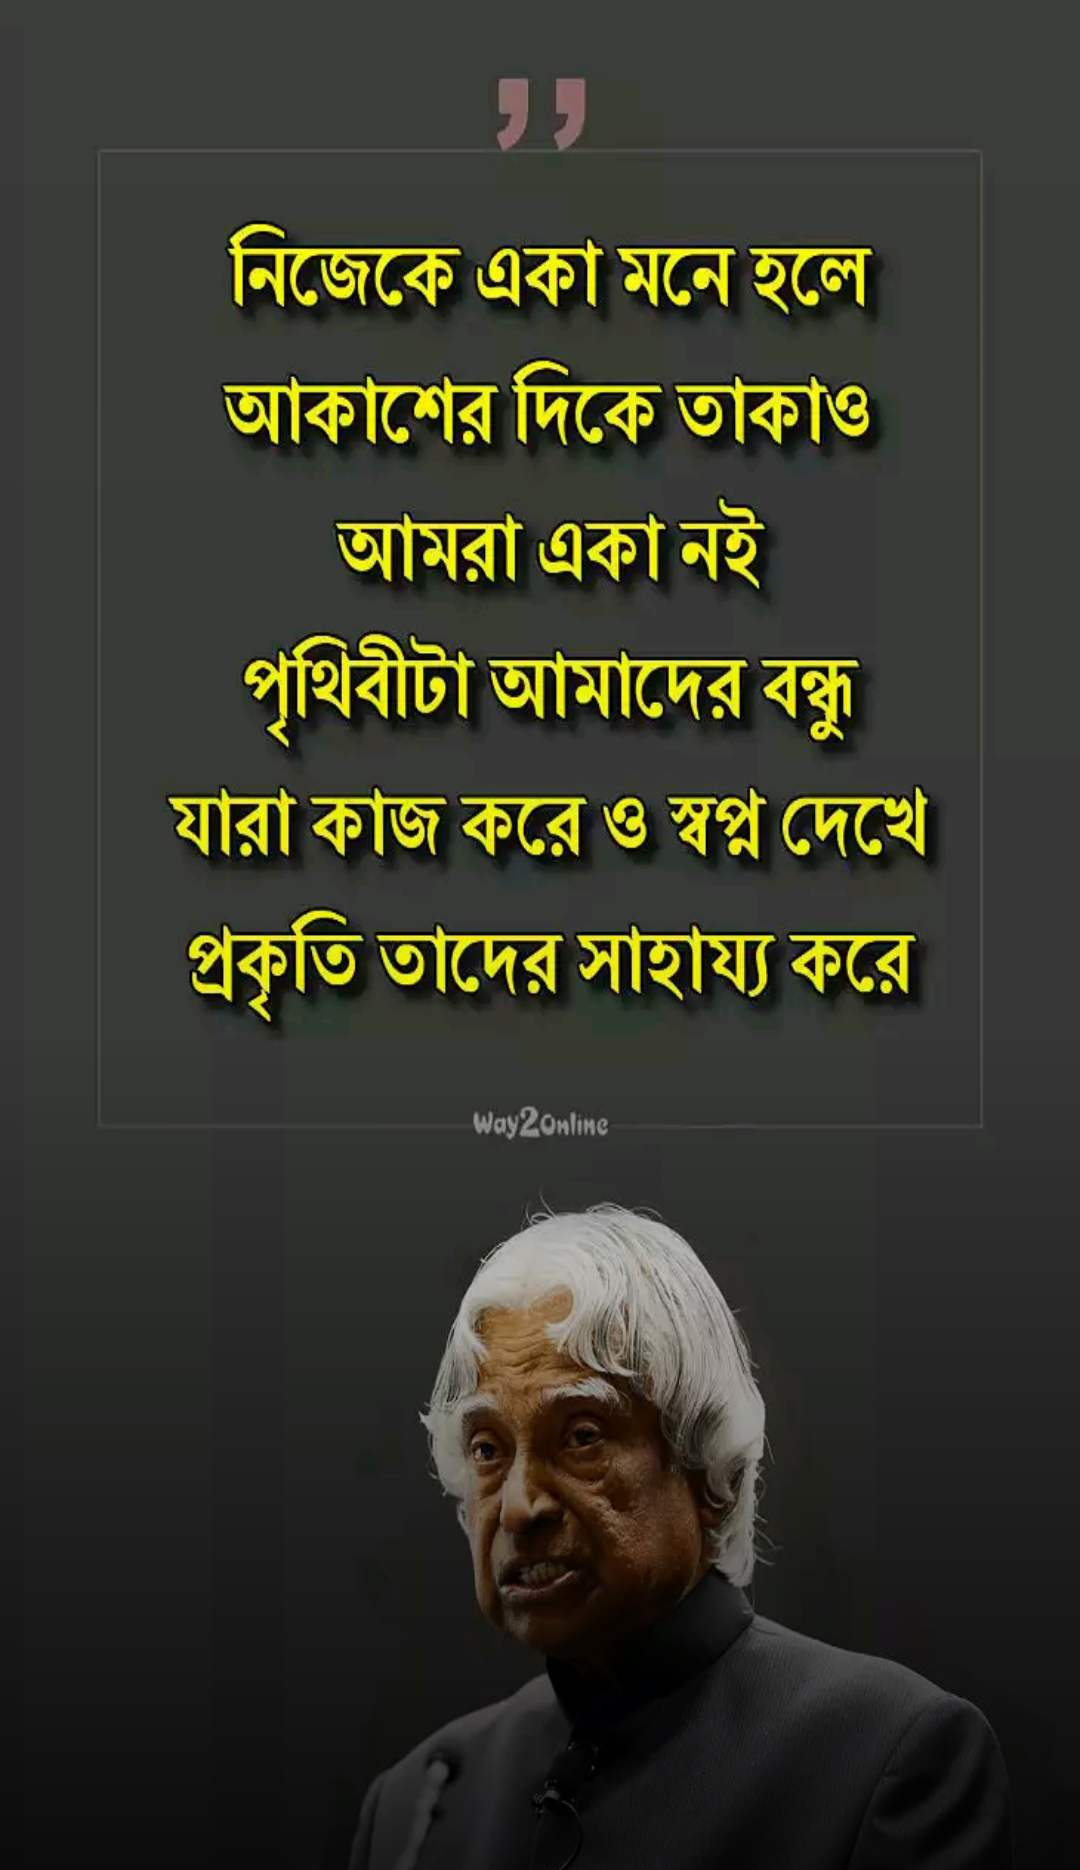 নিজেকে একা মনে হলে
আকাশের দিকে তাকাও
আমরা একা নই
পৃথিবীটা আমাদের বন্ধু
যারা কাজ করে ও স্বপ্ন দেখে
প্রকৃতি তাদের সাহায্য করে
Way2Online